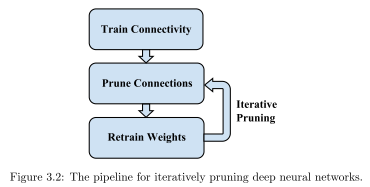 Train Connectivity
Prune Connections
Iterative
Pruning
Retrain Weights
Figure 3.2: The pipeline for iteratively pruning deep neural networks.